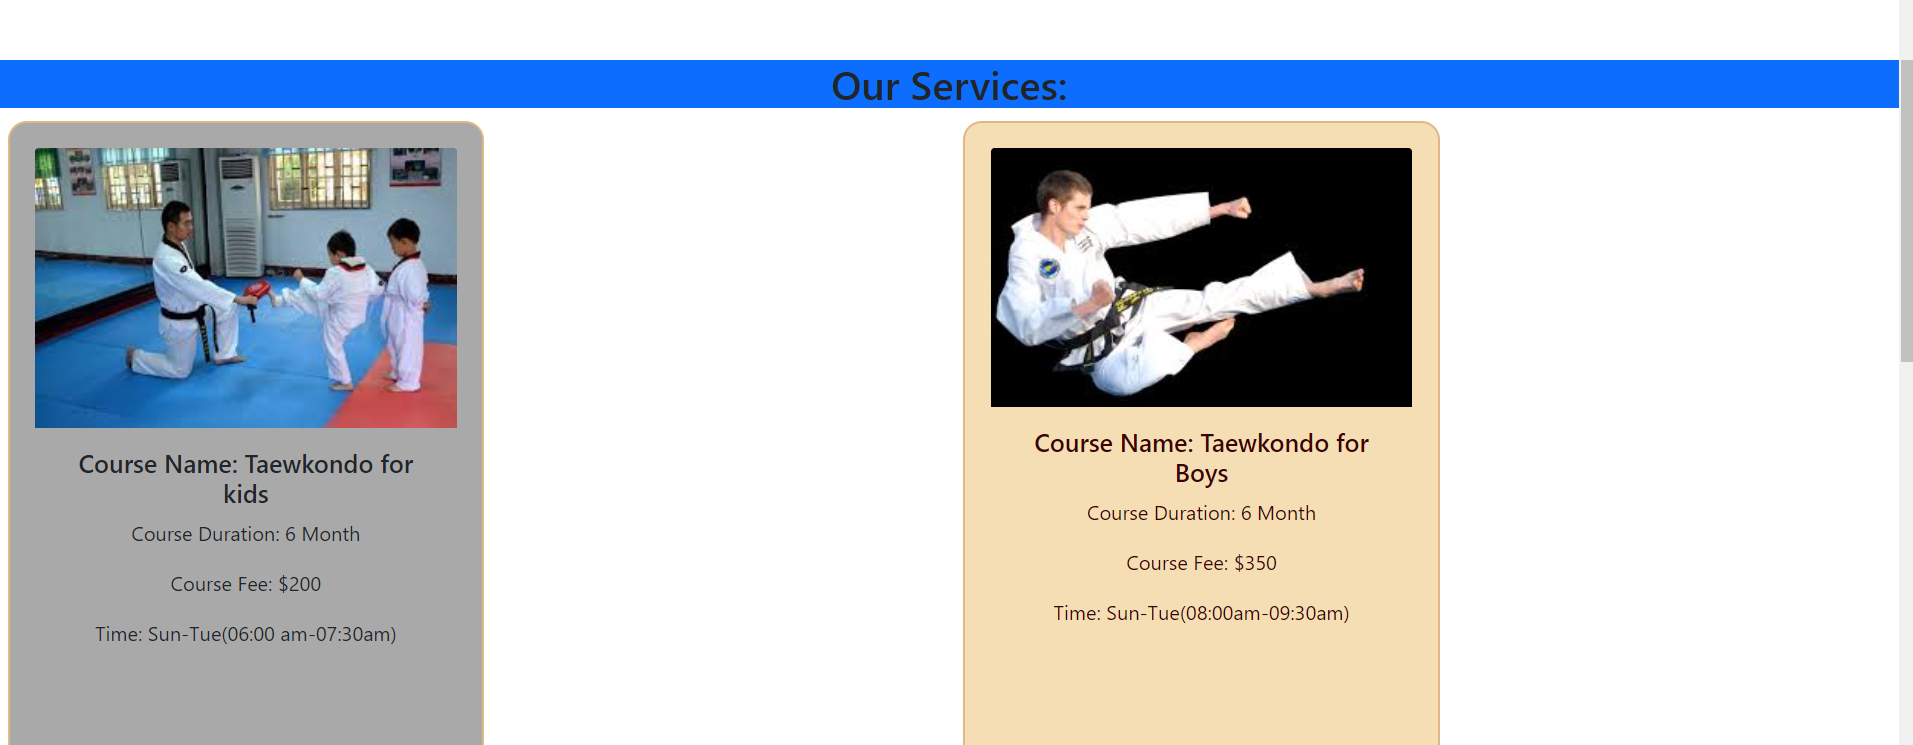 Our Services:
Course Name: Taewkondo for
kids
Course Duration: 6 Month
Course Fee: $200
Time: Sun-Tue(06:00 am-07:30am)
Course Name: Taewkondo for
Boys
Course Duration: 6 Month
Course Fee: $350
Time: Sun-Tue(08:00am-09:30am)